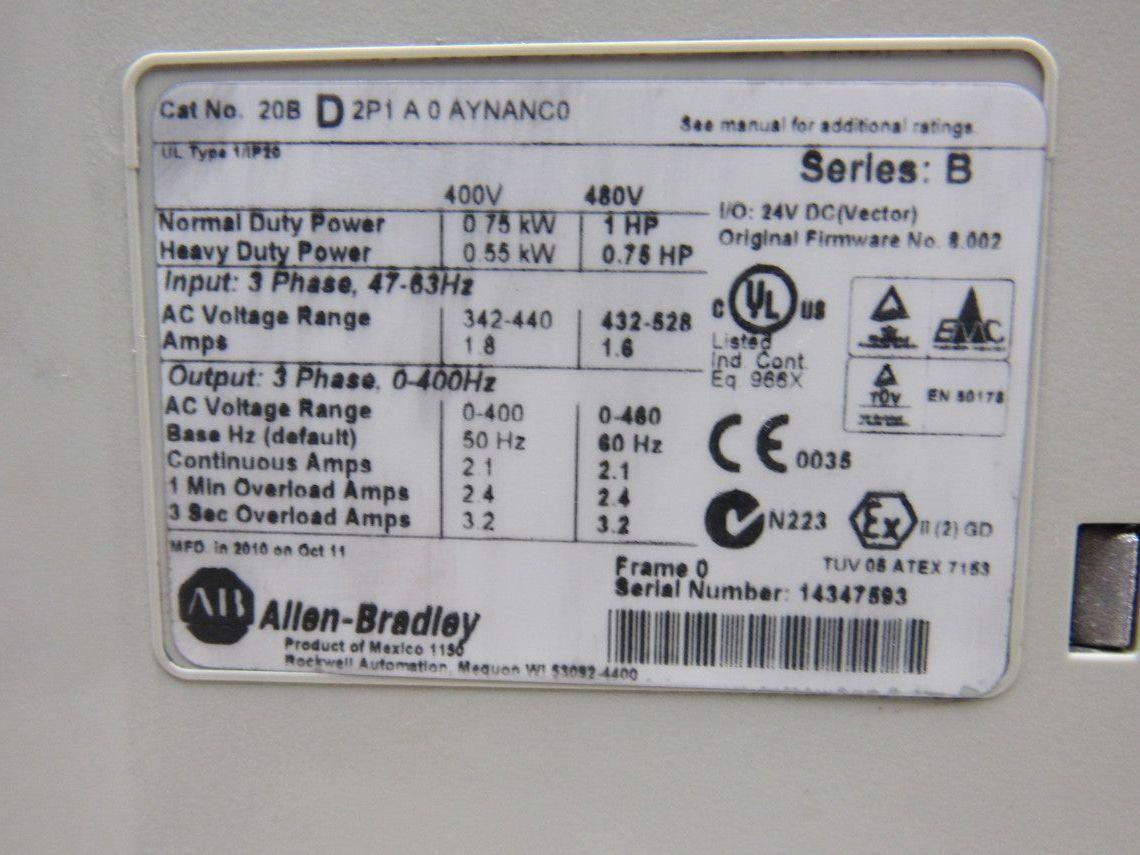 Cat No. 20B D 2P1 A 0 AYNANC0
See manual for additional ratings.
UL Type 1/IP20
Series: B
400V 480V
I/O: 24V DC(Vector)
Normal Duty Power 0.75 kW 1 HP
Original Firmware No. 6.002
Heavy Duty Power 0.55 kW 0.75 HP
Input: 3 Phase, 47-63Hz
AC Voltage Range 342-440 432-528
Amps 1.8 1.6
C UL US
Listed
Ind. Cont.
Eq. 966X
EMC
TÜV
EN 50178
Output: 3 Phase, 0-400Hz
AC Voltage Range 0-400 0-460
Base Hz (default) 50 Hz 60 Hz
Continuous Amps 2.1 2.1
1 Min Overload Amps 2.4 2.4
3 Sec Overload Amps 3.2 3.2
CE 0035
N223
Ex II (2) GD
TUV 05 ATEX 7153
MFD. in 2010 on Oct 11
Frame 0
Serial Number: 14347593
AB Allen-Bradley
Product of Mexico 1150
Rockwell Automation, Mequon WI 53092-4400